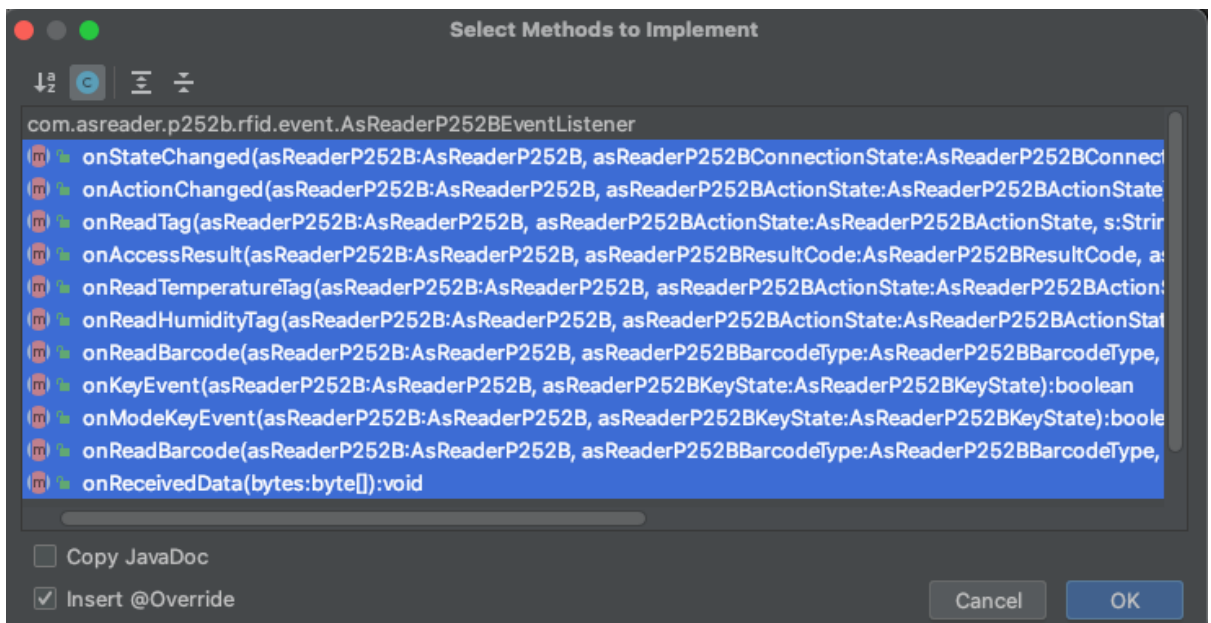 Select Methods to Implement
com.asreader.p252b.rfid.event.AsReaderP252BEventListener
onStateChanged(asReaderP252B:AsReaderP252B, asReaderP252BConnectionState:AsReaderP252BConnect
onActionChanged(asReaderP252B:AsReaderP252B, asReaderP252BActionState:AsReaderP252BActionState)
onReadTag(asReaderP252B:AsReaderP252B, asReaderP252BActionState:AsReaderP252BActionState, s:Strin
onAccessResult(asReaderP252B:AsReaderP252B, asReaderP252BResultCode:AsReaderP252BResultCode, as
onReadTemperatureTag(asReaderP252B:AsReaderP252B, asReaderP252BActionState:AsReaderP252BActionS
onReadHumidityTag(asReaderP252B:AsReaderP252B, asReaderP252BActionState:AsReaderP252BActionStat
onReadBarcode(asReaderP252B:AsReaderP252B, asReaderP252BBarcodeType:AsReaderP252BBarcodeType,
onKeyEvent(asReaderP252B:AsReaderP252B, asReaderP252BKeyState:AsReaderP252BKeyState):boolean
onModeKeyEvent(asReaderP252B:AsReaderP252B, asReaderP252BKeyState:AsReaderP252BKeyState):boole
onReadBarcode(asReaderP252B:AsReaderP252B, asReaderP252BBarcodeType:AsReaderP252BBarcodeType,
onReceivedData(bytes:byte[]):void
Copy JavaDoc
Insert @Override
Cancel OK